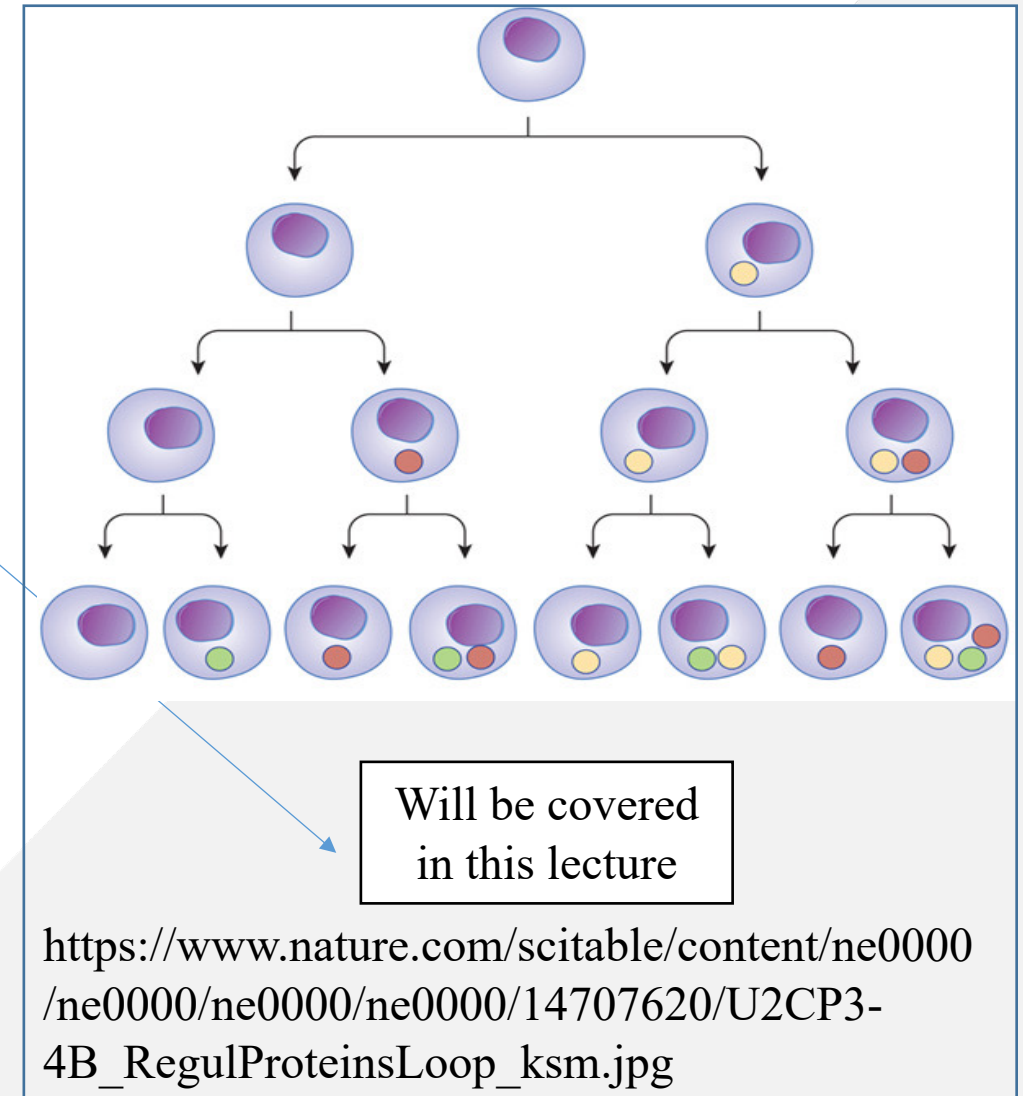 Will be covered
in this lecture
https://www.nature.com/scitable/content/ne0000
/ne0000/ne0000/ne0000/14707620/U2CP3-
4B_RegulProteinsLoop_ksm.jpg